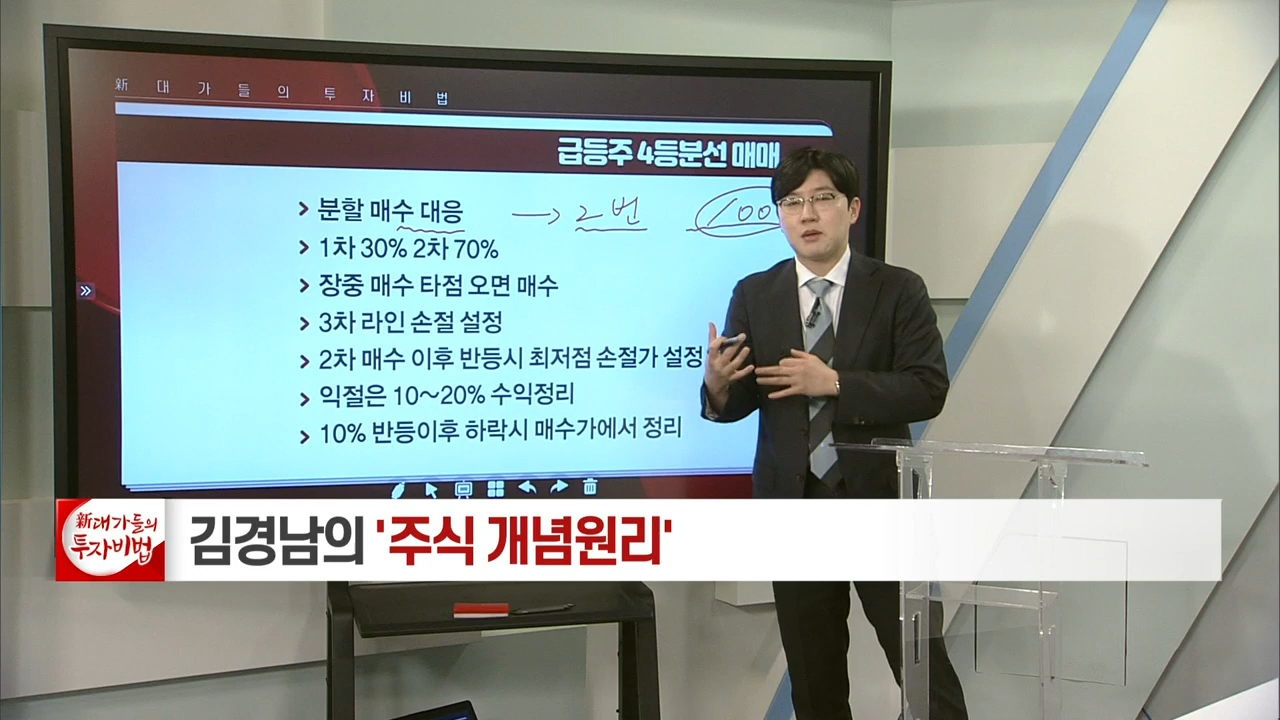 新 대 가 들 의 투 자 비 법
급등주 4등분선 매매
분할 매수 대응 → 2번 100
1차 30% 2차 70%
장중 매수 타점 오면 매수
3차 라인 손절 설정
2차 매수 이후 반등시 최저점 손절가 설정
익절은 10~20% 수익정리
10% 반등이후 하락시 매수가에서 정리
新대가들의
투자비법
김경남의 '주식 개념원리'